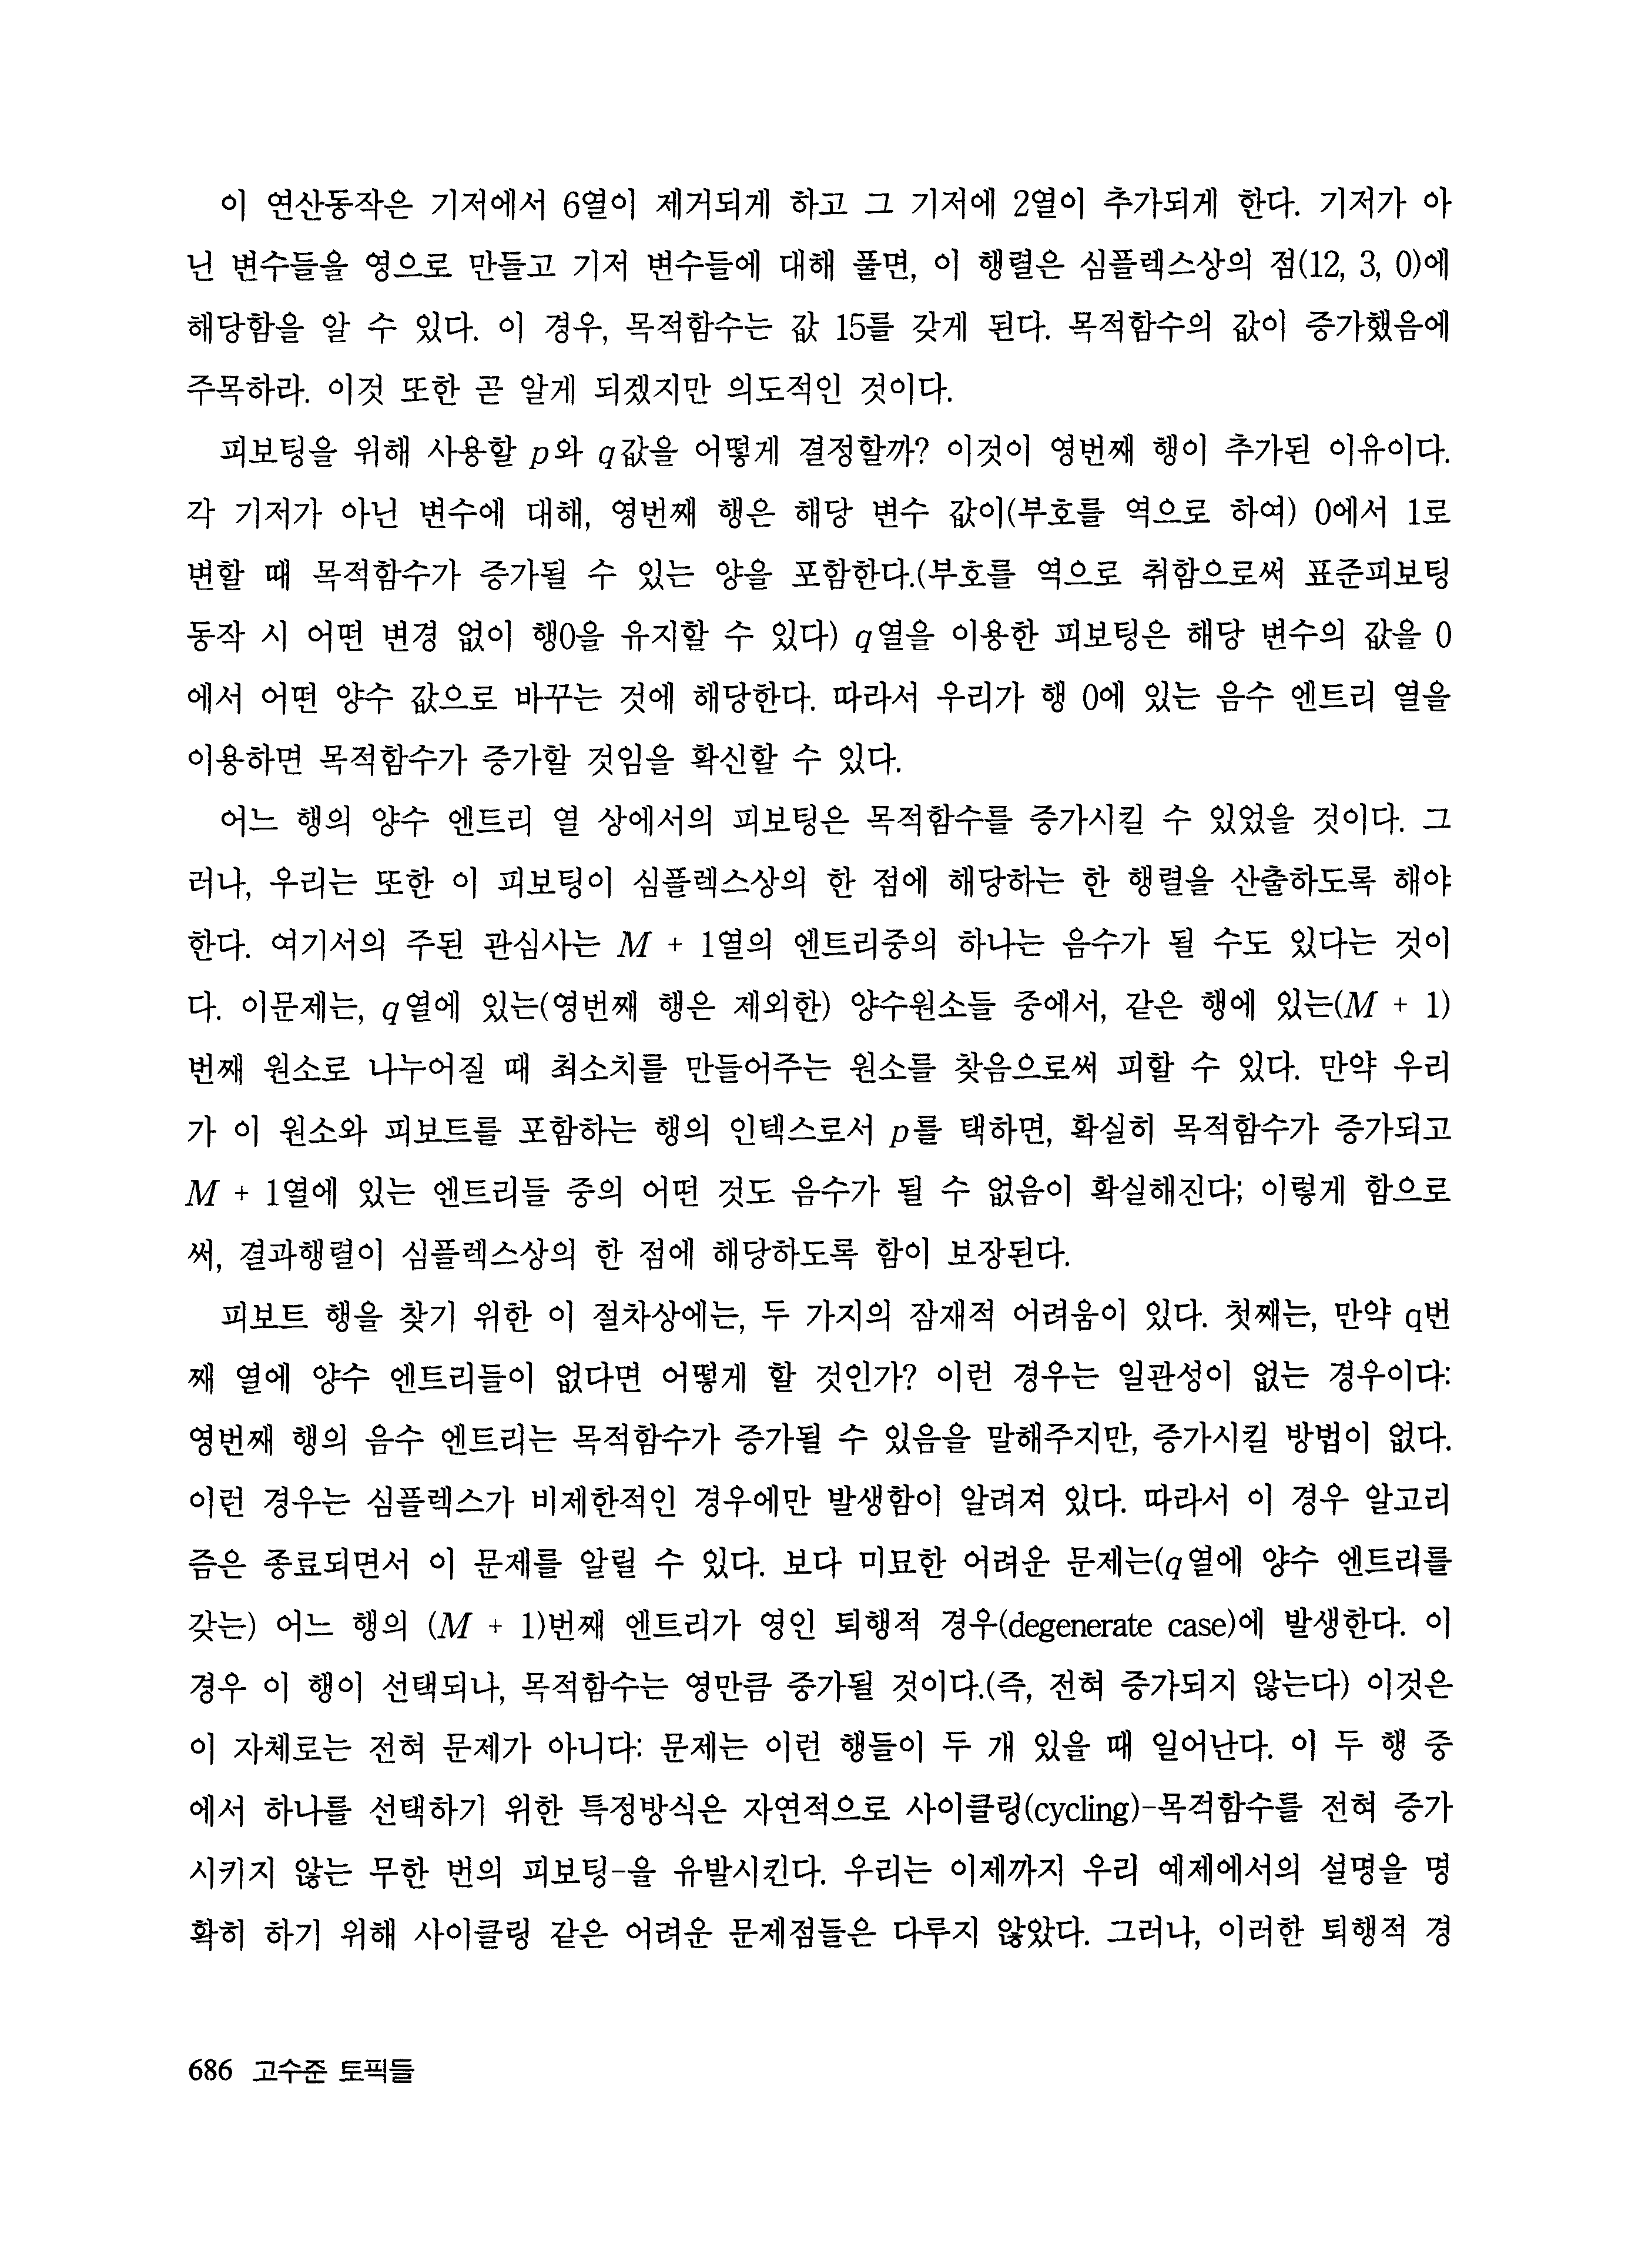 이 연산동작은 기저에서 6열이 제거되게 하고 그 기저에 2열이 추가되게 한다. 기저가 아
닌 변수들을 영으로 만들고 기저 변수들에 대해 풀면, 이 행렬은 심플렉스상의 점(12, 3, 0)에
해당함을 알 수 있다. 이 경우, 목적함수는 값 15를 갖게 된다. 목적함수의 값이 증가했음에
주목하라. 이것 또한 곧 알게 되겠지만 의도적인 것이다.
피보팅을 위해 사용할 p와 q값을 어떻게 결정할까? 이것이 영번째 행이 추가된 이유이다.
각 기저가 아닌 변수에 대해, 영번째 행은 해당 변수 값이(부호를 역으로 하여) 0에서 1로
변할 때 목적함수가 증가될 수 있는 양을 포함한다.(부호를 역으로 취함으로써 표준피보팅
동작 시 어떤 변경 없이 행0을 유지할 수 있다) q열을 이용한 피보팅은 해당 변수의 값을 0
에서 어떤 양수 값으로 바꾸는 것에 해당한다. 따라서 우리가 행 0에 있는 음수 엔트리 열을
이용하면 목적함수가 증가할 것임을 확신할 수 있다.
어느 행의 양수 엔트리 열 상에서의 피보팅은 목적함수를 증가시킬 수 있었을 것이다. 그
러나, 우리는 또한 이 피보팅이 심플렉스상의 한 점에 해당하는 한 행렬을 산출하도록 해야
한다. 여기서의 주된 관심사는 M + 1열의 엔트리중의 하나는 음수가 될 수도 있다는 것이
다. 이문제는, q열에 있는(영번째 행은 제외한) 양수원소들 중에서, 같은 행에 있는(M + 1)
번째 원소로 나누어질 때 최소치를 만들어주는 원소를 찾음으로써 피할 수 있다. 만약 우리
가 이 원소와 피보트를 포함하는 행의 인덱스로서 p를 택하면, 확실히 목적함수가 증가되고
M + 1열에 있는 엔트리들 중의 어떤 것도 음수가 될 수 없음이 확실해진다; 이렇게 함으로
써, 결과행렬이 심플렉스상의 한 점에 해당하도록 함이 보장된다.
피보트 행을 찾기 위한 이 절차상에는, 두 가지의 잠재적 어려움이 있다. 첫째는, 만약 q번
째 열에 양수 엔트리들이 없다면 어떻게 할 것인가? 이런 경우는 일관성이 없는 경우이다:
영번째 행의 음수 엔트리는 목적함수가 증가될 수 있음을 말해주지만, 증가시킬 방법이 없다.
이런 경우는 심플렉스가 비제한적인 경우에만 발생함이 알려져 있다. 따라서 이 경우 알고리
즘은 종료되면서 이 문제를 알릴 수 있다. 보다 미묘한 어려운 문제는(q열에 양수 엔트리를
갖는) 어느 행의 (M + 1)번째 엔트리가 영인 퇴행적 경우(degenerate case)에 발생한다. 이
경우 이 행이 선택되나, 목적함수는 영만큼 증가될 것이다.(즉, 전혀 증가되지 않는다) 이것은
이 자체로는 전혀 문제가 아니다: 문제는 이런 행들이 두 개 있을 때 일어난다. 이 두 행 중
에서 하나를 선택하기 위한 특정방식은 자연적으로 사이클링(cycling)-목적함수를 전혀 증가
시키지 않는 무한 번의 피보팅-을 유발시킨다. 우리는 이제까지 우리 예제에서의 설명을 명
확히 하기 위해 사이클링 같은 어려운 문제점들은 다루지 않았다. 그러나, 이러한 퇴행적 경
686 고수준 토픽들